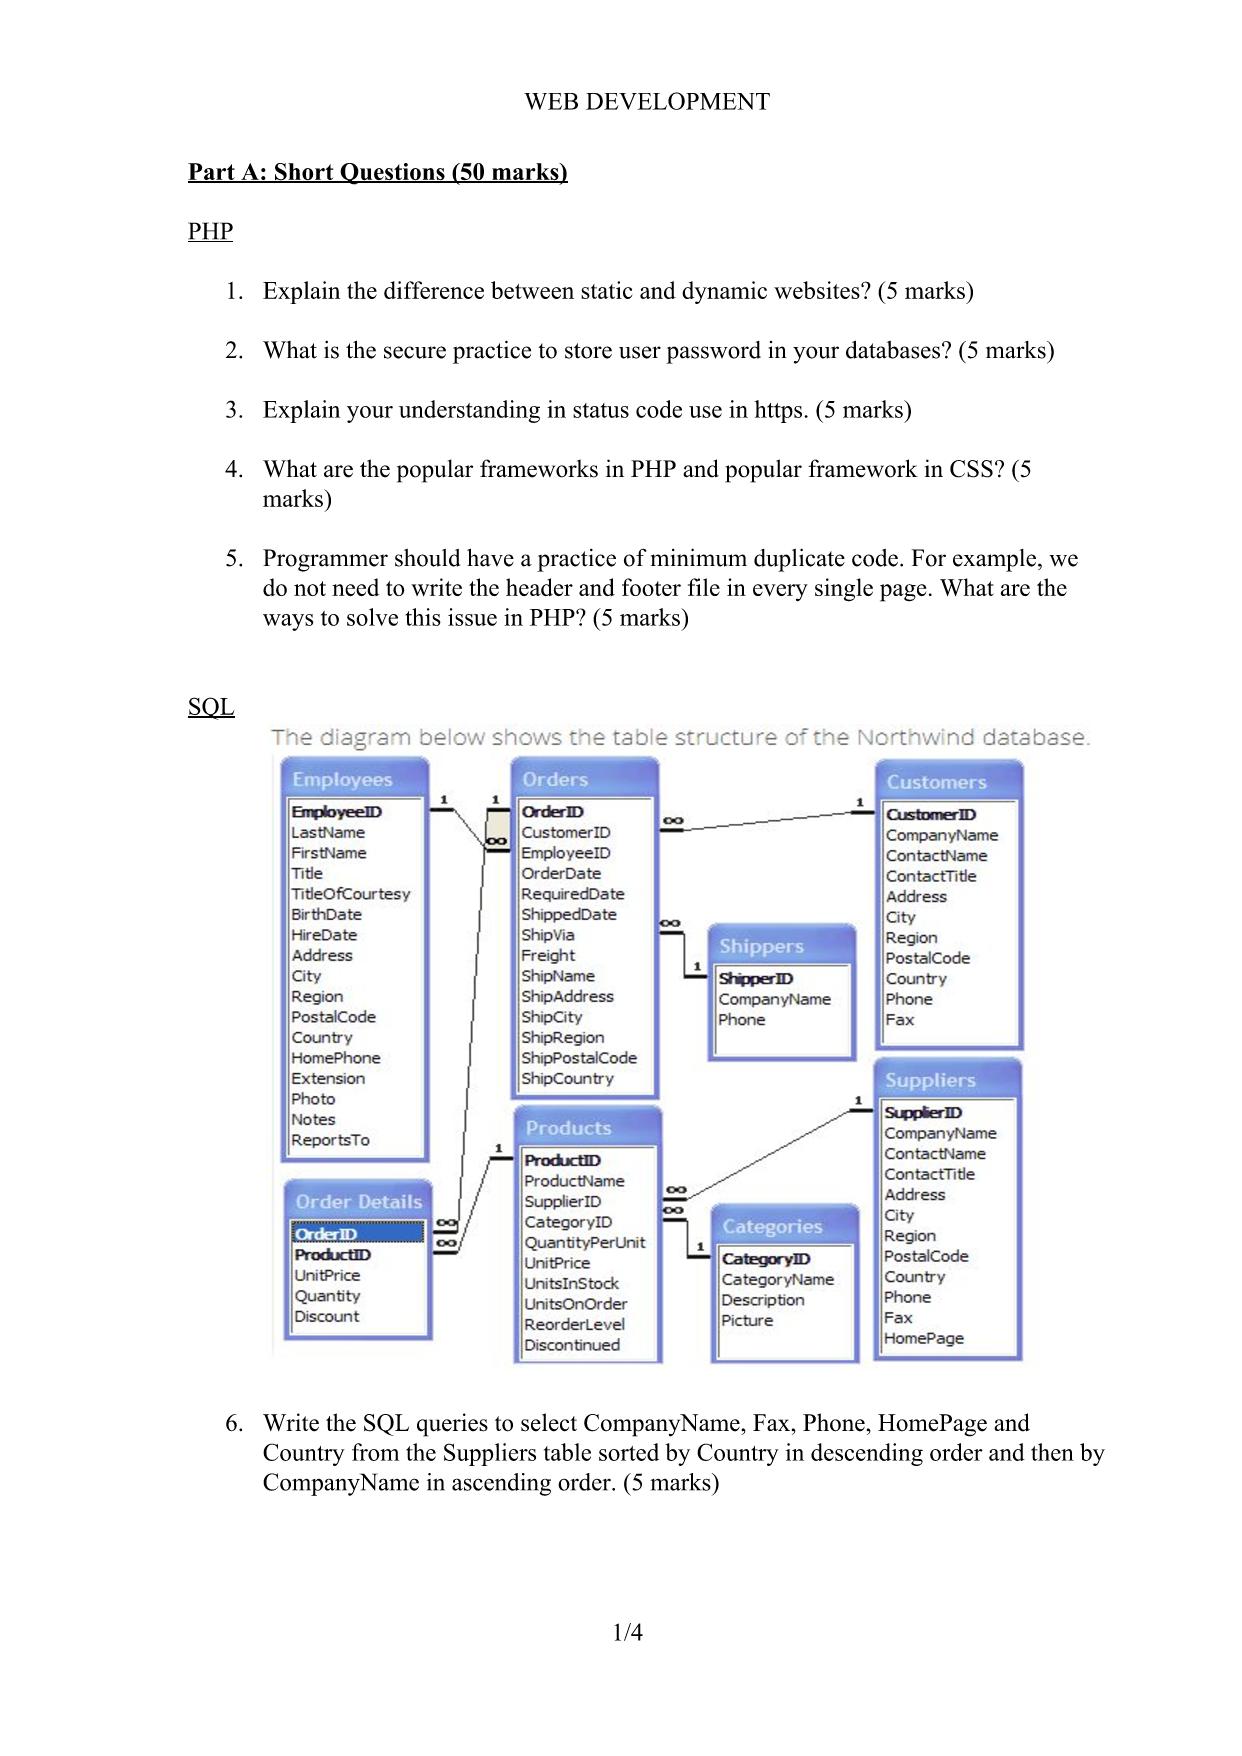 WEB DEVELOPMENT
Part A: Short Questions (50 marks)
PHP
1. Explain the difference between static and dynamic websites? (5 marks)
2. What is the secure practice to store user password in your databases? (5 marks)
3. Explain your understanding in status code use in https. (5 marks)
4. What are the popular frameworks in PHP and popular framework in CSS? (5
marks)
5. Programmer should have a practice of minimum duplicate code. For example, we
do not need to write the header and footer file in every single page. What are the
ways to solve this issue in PHP? (5 marks)
SQL
The diagram below shows the table structure of the Northwind database.
Employees
EmployeeID
LastName
FirstName
Title
TitleOfCourtesy
BirthDate
HireDate
Address
City
Region
PostalCode
Country
HomePhone
Extension
Photo
Notes
ReportsTo
1
1
∞
Orders
OrderID
CustomerID
EmployeeID
OrderDate
RequiredDate
ShippedDate
ShipVia
Freight
ShipName
ShipAddress
ShipCity
ShipRegion
ShipPostalCode
ShipCountry
∞
1
∞
1
Customers
CustomerID
CompanyName
ContactName
ContactTitle
Address
City
Region
PostalCode
Country
Phone
Fax
Shippers
ShipperID
CompanyName
Phone
Order Details
OrderID
ProductID
UnitPrice
Quantity
Discount
∞
∞
1
Products
ProductID
ProductName
SupplierID
CategoryID
QuantityPerUnit
UnitPrice
UnitsInStock
UnitsOnOrder
ReorderLevel
Discontinued
∞
∞
1
1
Categories
CategoryID
CategoryName
Description
Picture
Suppliers
SupplierID
CompanyName
ContactName
ContactTitle
Address
City
Region
PostalCode
Country
Phone
Fax
HomePage
6. Write the SQL queries to select CompanyName, Fax, Phone, HomePage and
Country from the Suppliers table sorted by Country in descending order and then by
CompanyName in ascending order. (5 marks)
1/4